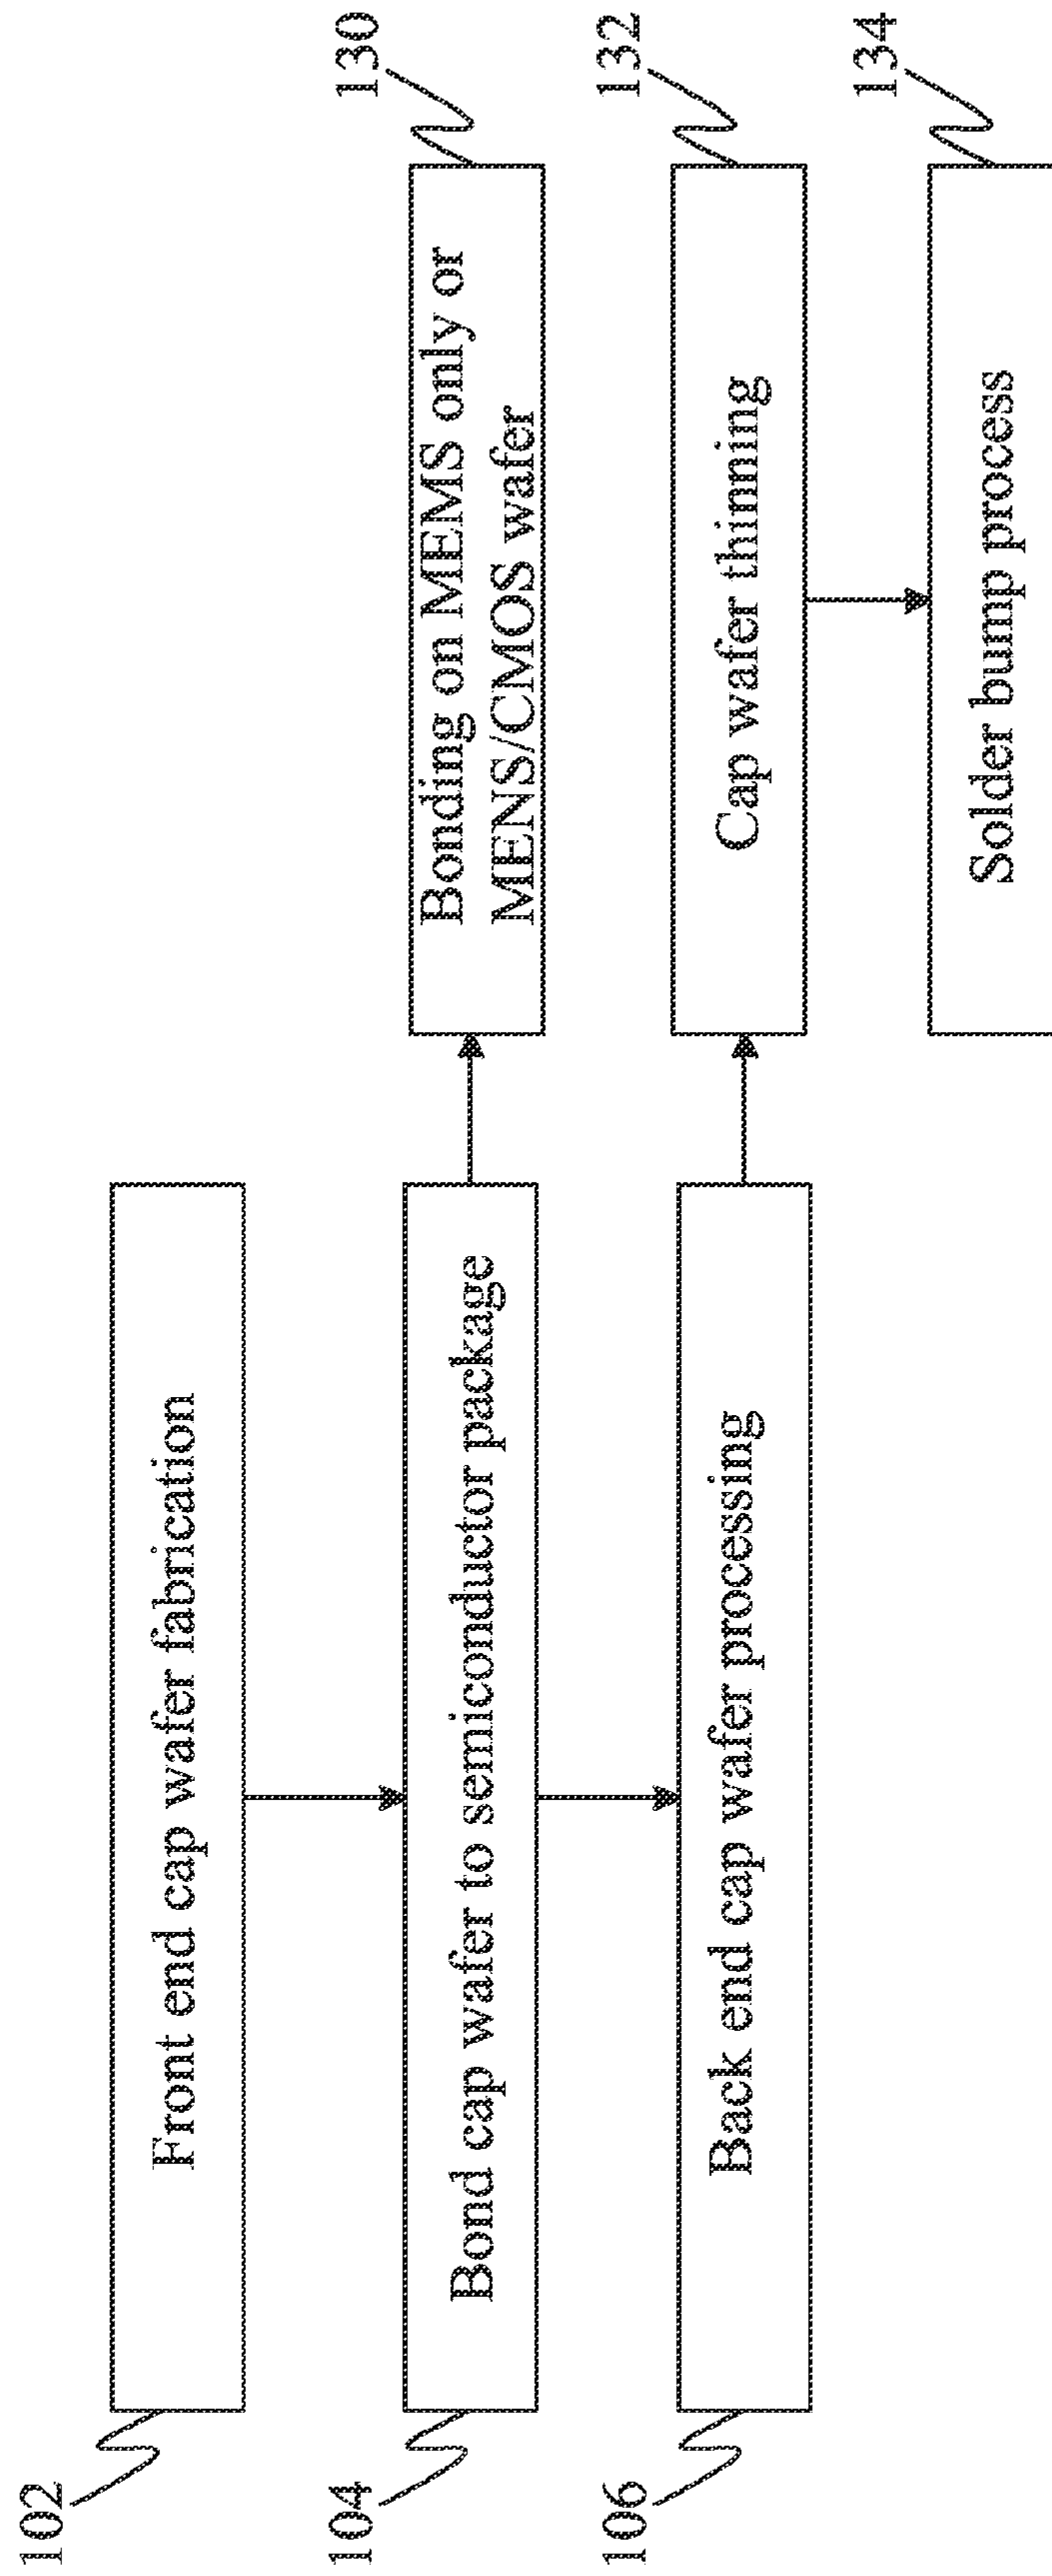 102
Front end cap wafer fabrication
104
Bond cap wafer to semiconductor package
Bonding on MEMS only or
MENS/CMOS wafer
130
106
Back end cap wafer processing
Cap wafer thinning
132
Solder bump process
134